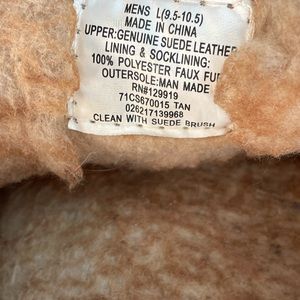 MENS L(9.5-10.5)
MADE IN CHINA
UPPER:GENUINE SUEDE LEATHER
LINING & SOCKLINING:
100% POLYESTER FAUX FUR
OUTERSOLE:MAN MADE
RN#129919
71CS670015 TAN
026217139968
CLEAN WITH SUEDE BRUSH